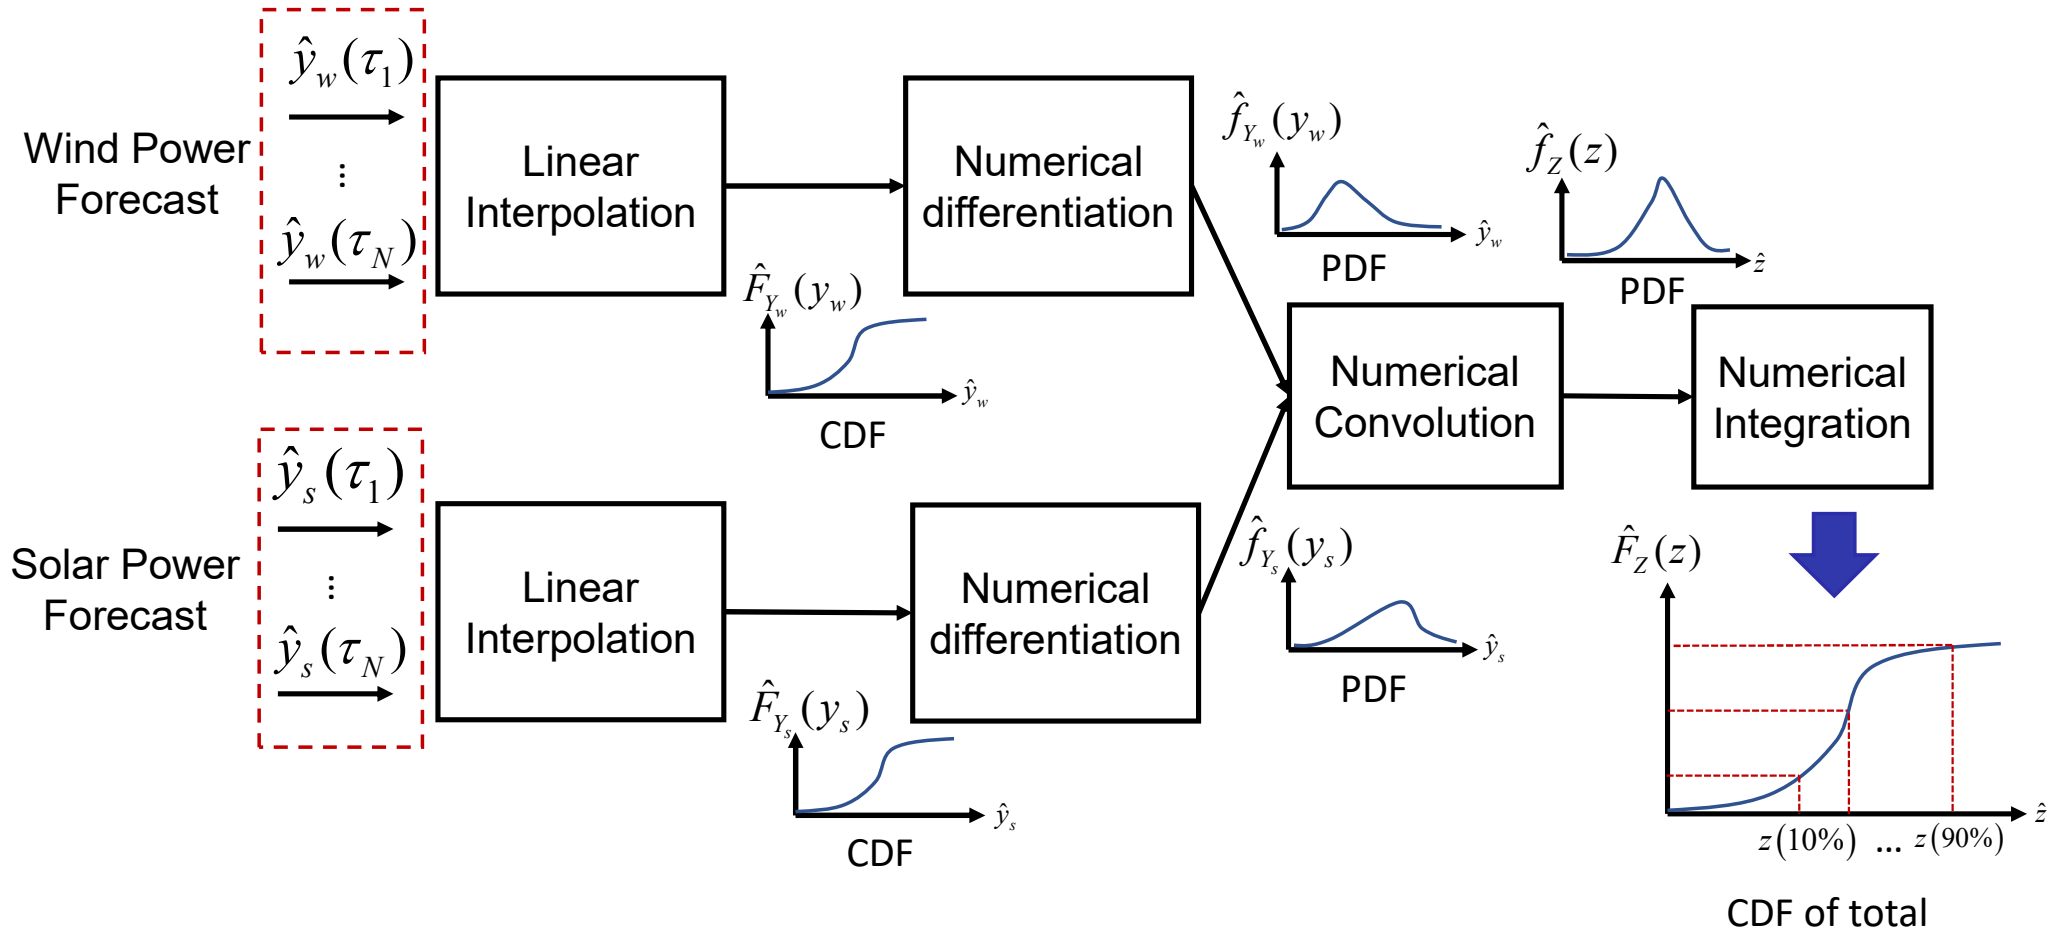 Wind Power
Forecast
ŷ_w(τ_1)
⋮
ŷ_w(τ_N)
Linear
Interpolation
F̂_{Y_w}(y_w)
ŷ_w
CDF
Numerical
differentiation
f̂_{Y_w}(y_w)
ŷ_w
PDF
Solar Power
Forecast
ŷ_s(τ_1)
⋮
ŷ_s(τ_N)
Linear
Interpolation
F̂_{Y_s}(y_s)
ŷ_s
CDF
Numerical
differentiation
f̂_{Y_s}(y_s)
ŷ_s
PDF
Numerical
Convolution
f̂_Z(z)
ẑ
PDF
Numerical
Integration
F̂_Z(z)
ẑ
z(10%) ... z(90%)
CDF of total